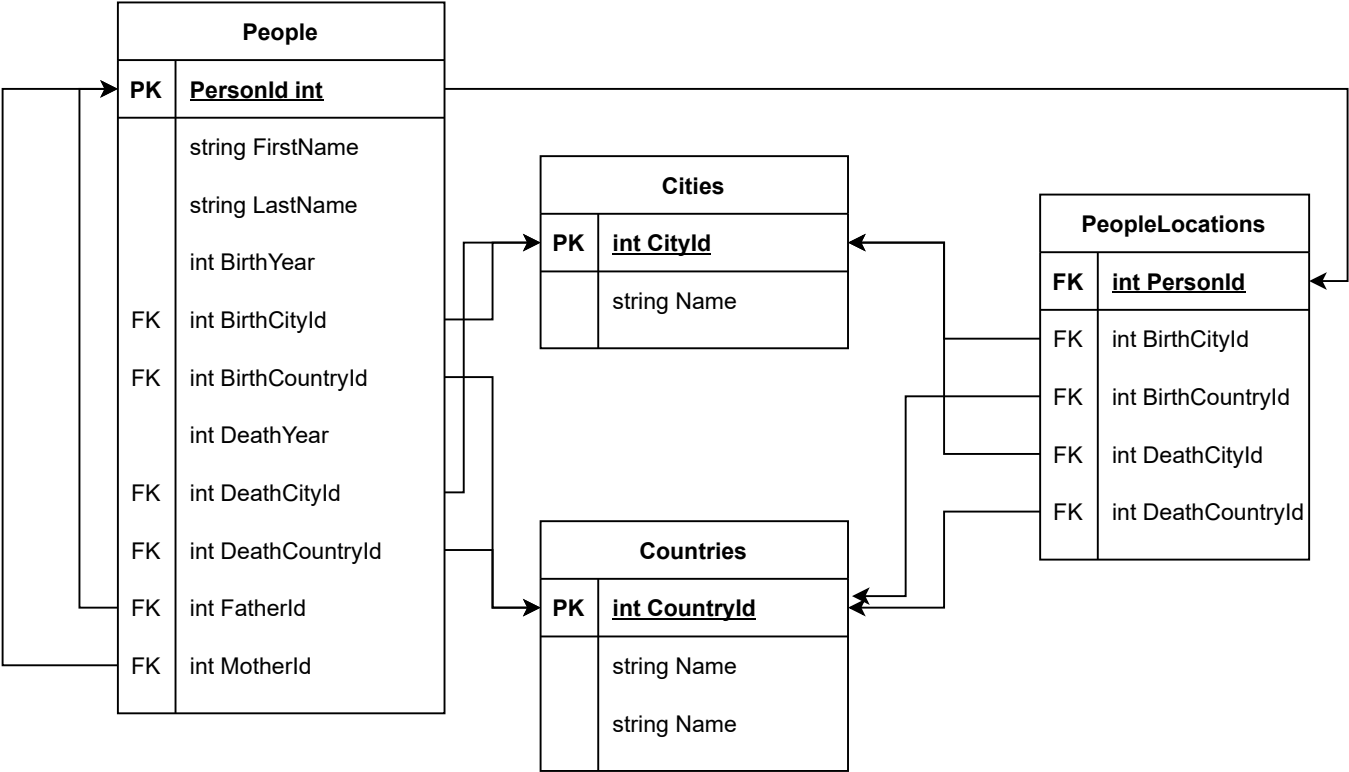 People
PK PersonId int
string FirstName
string LastName
int BirthYear
FK int BirthCityId
FK int BirthCountryId
int DeathYear
FK int DeathCityId
FK int DeathCountryId
FK int FatherId
FK int MotherId
Cities
PK int CityId
string Name
Countries
PK int CountryId
string Name
string Name
PeopleLocations
FK int PersonId
FK int BirthCityId
FK int BirthCountryId
FK int DeathCityId
FK int DeathCountryId